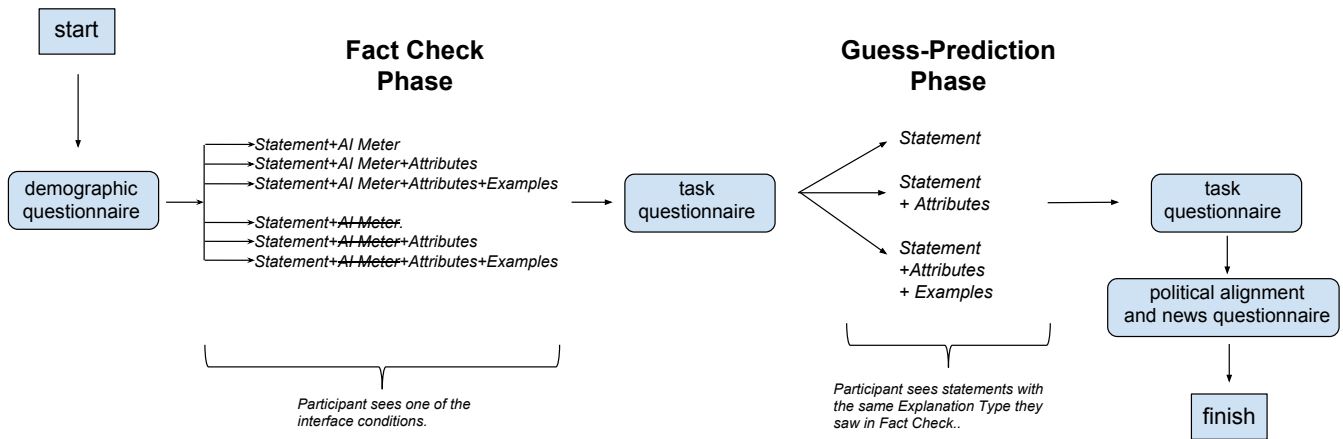 start
Fact Check
Phase
Guess-Prediction
Phase
demographic
questionnaire
Statement+AI Meter
Statement+AI Meter+Attributes
Statement+AI Meter+Attributes+Examples
Statement+AI Meter.
Statement+AI Meter+Attributes
Statement+AI Meter+Attributes+Examples
Participant sees one of the
interface conditions.
task
questionnaire
Statement
Statement
+ Attributes
Statement
+Attributes
+ Examples
Participant sees statements with
the same Explanation Type they
saw in Fact Check..
task
questionnaire
political alignment
and news questionnaire
finish